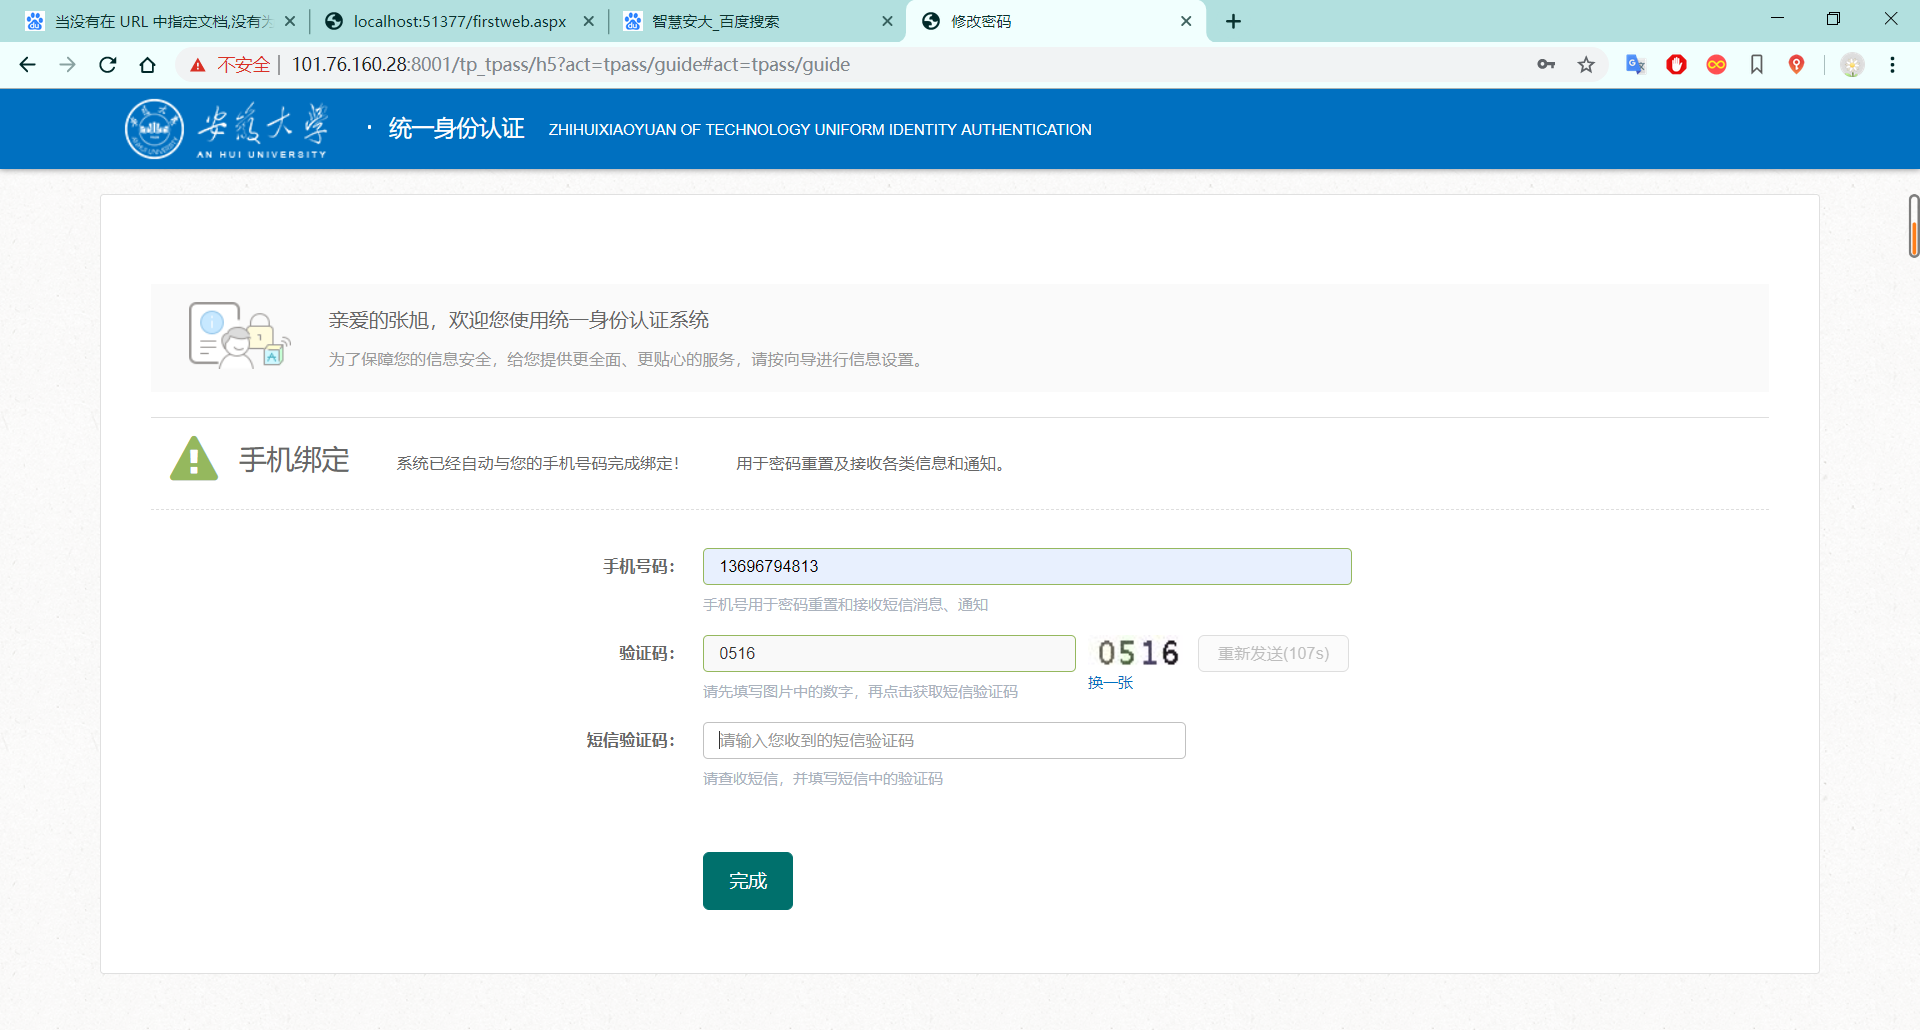 当没有在 URL 中指定文档,没有为
localhost:51377/firstweb.aspx
智慧安大_百度搜索
修改密码
不安全 | 101.76.160.28:8001/tp_tpass/h5?act=tpass/guide#act=tpass/guide
安徽大学
AN HUI UNIVERSITY
· 统一身份认证 ZHIHUIXIAOYUAN OF TECHNOLOGY UNIFORM IDENTITY AUTHENTICATION
亲爱的张旭，欢迎您使用统一身份认证系统
为了保障您的信息安全，给您提供更全面、更贴心的服务，请按向导进行信息设置。
手机绑定 系统已经自动与您的手机号码完成绑定！ 用于密码重置及接收各类信息和通知。
手机号码： 13696794813
手机号用于密码重置和接收短信消息、通知
验证码： 0516 0516 重新发送(107s)
换一张
请先填写图片中的数字，再点击获取短信验证码
短信验证码： 请输入您收到的短信验证码
请查收短信，并填写短信中的验证码
完成